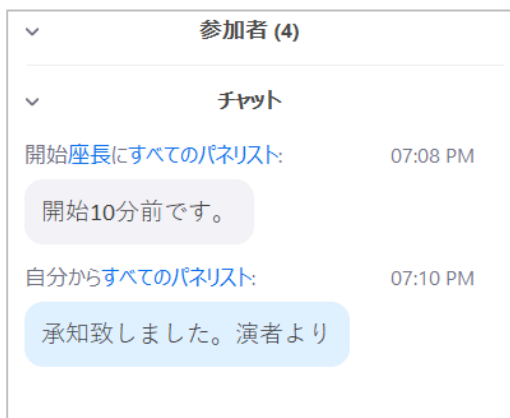 参加者 (4)
チャット
開始座長にすべてのパネリスト: 07:08 PM
開始10分前です。
自分からすべてのパネリスト: 07:10 PM
承知致しました。演者より